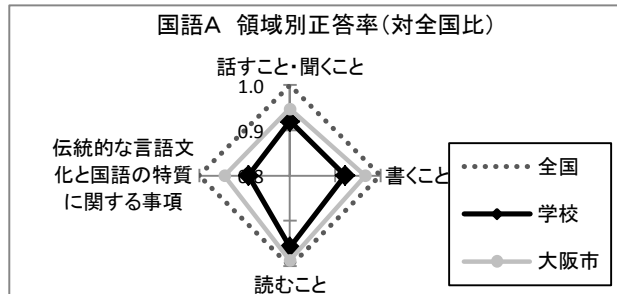 国語A 領域別正答率(対全国比)
話すこと・聞くこと
1.0
0.9
0.8
伝統的な言語文
化と国語の特質
に関する事項
書くこと
読むこと
全国
学校
大阪市